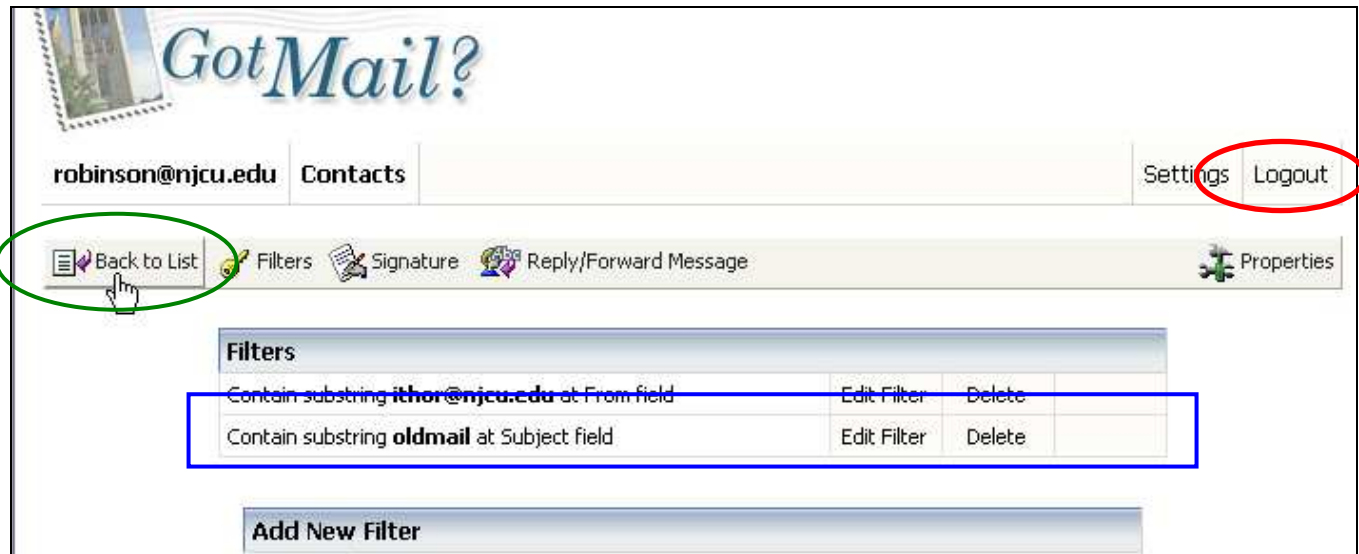 GotMail?
robinson@njcu.edu Contacts Settings Logout
Back to List Filters Signature Reply/Forward Message Properties
Filters
Contain substring ithor@njcu.edu at From field Edit Filter Delete
Contain substring oldmail at Subject field Edit Filter Delete
Add New Filter